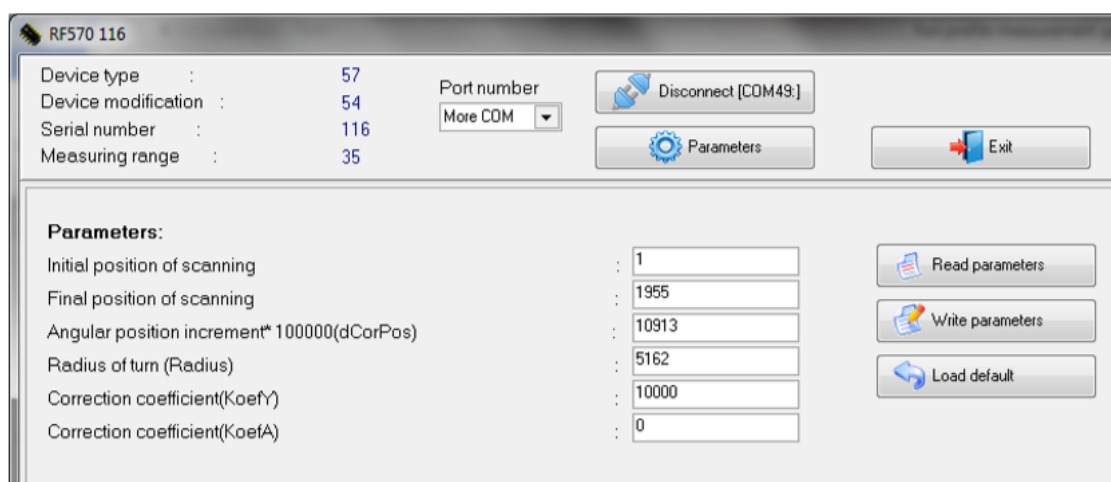 RF570 116
Device type : 57
Device modification : 54
Serial number : 116
Measuring range : 35
Port number
More COM
Disconnect [COM49:]
Parameters
Exit
Parameters:
Initial position of scanning : 1
Final position of scanning : 1955
Angular position increment* 100000(dCorPos) : 10913
Radius of turn (Radius) : 5162
Correction coefficient(KoefY) : 10000
Correction coefficient(KoefA) : 0
Read parameters
Write parameters
Load default